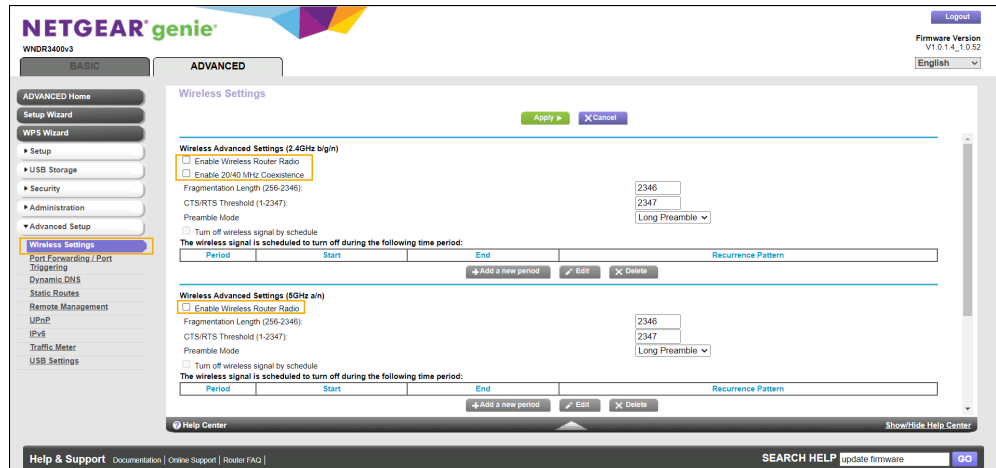 NETGEAR genie
Logout
WNDR3400v3
Firmware Version
V1.0.1.4_1.0.52
BASIC
ADVANCED
English
ADVANCED Home
Setup Wizard
WPS Wizard
Setup
USB Storage
Security
Administration
Advanced Setup
Wireless Settings
Port Forwarding / Port
Triggering
Dynamic DNS
Static Routes
Remote Management
UPnP
IPv6
Traffic Meter
USB Settings
Wireless Settings
Apply
Cancel
Wireless Advanced Settings (2.4GHz b/g/n)
Enable Wireless Router Radio
Enable 20/40 MHz Coexistence
Fragmentation Length (256-2346): 2346
CTS/RTS Threshold (1-2347): 2347
Preamble Mode Long Preamble
Turn off wireless signal by schedule
The wireless signal is scheduled to turn off during the following time period:
Period Start End Recurrence Pattern
Add a new period Edit Delete
Wireless Advanced Settings (5GHz a/n)
Enable Wireless Router Radio
Fragmentation Length (256-2346): 2346
CTS/RTS Threshold (1-2347): 2347
Preamble Mode Long Preamble
Turn off wireless signal by schedule
The wireless signal is scheduled to turn off during the following time period:
Period Start End Recurrence Pattern
Add a new period Edit Delete
Help Center Show/Hide Help Center
Help & Support Documentation | Online Support | Router FAQ | SEARCH HELP update firmware GO